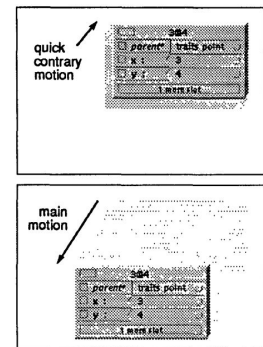 quick
contrary
motion
3@4
parent* traits point
x : 3
y : 4
1 more slot
main
motion
3@4
parent* traits point
x : 3
y : 4
1 more slot